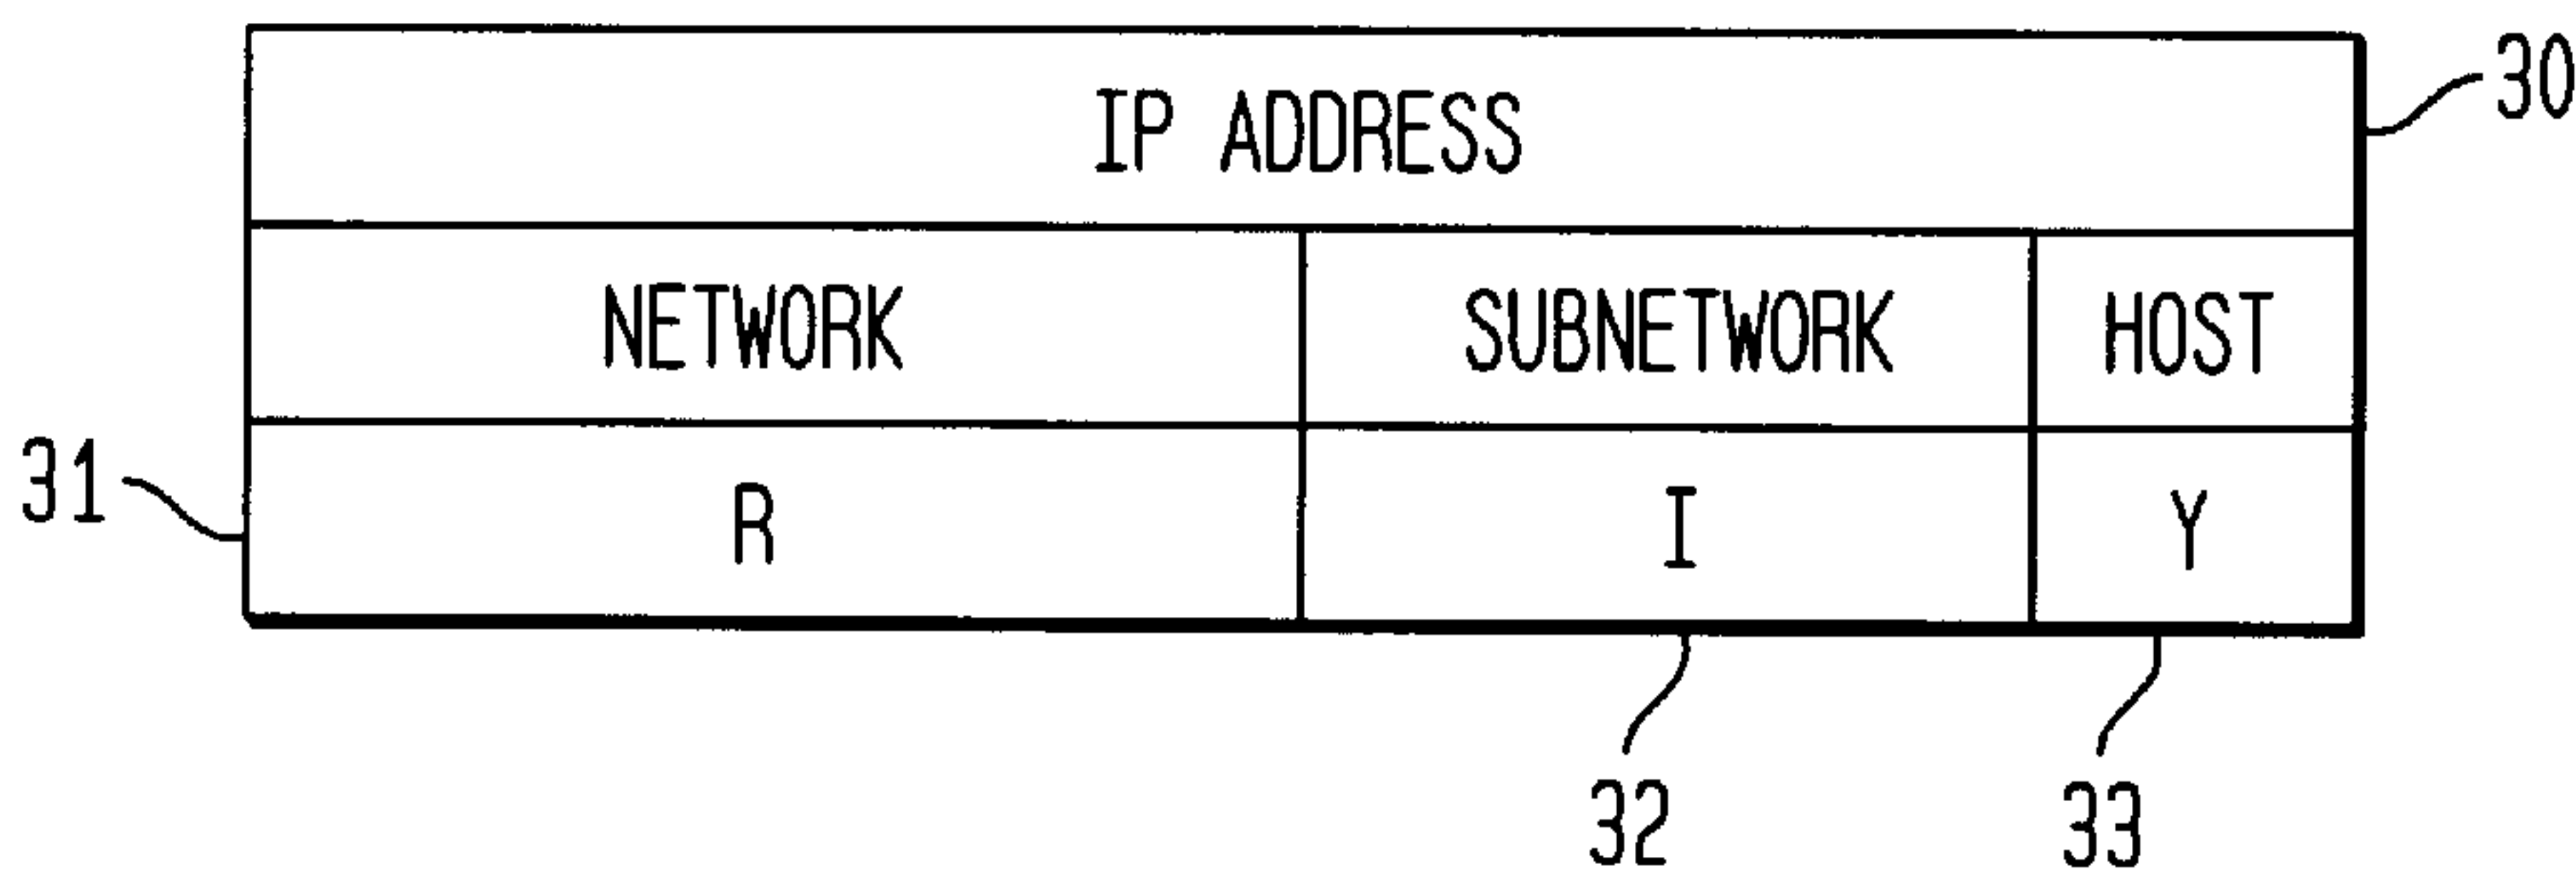 IP ADDRESS
30
NETWORK SUBNETWORK HOST
31
R I Y
32 33